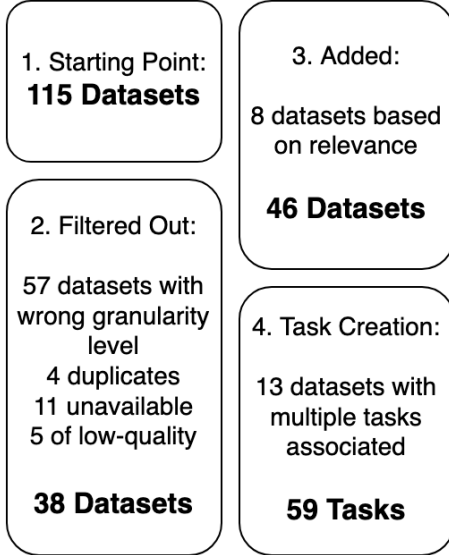 1. Starting Point:
115 Datasets
2. Filtered Out:
57 datasets with
wrong granularity
level
4 duplicates
11 unavailable
5 of low-quality
38 Datasets
3. Added:
8 datasets based
on relevance
46 Datasets
4. Task Creation:
13 datasets with
multiple tasks
associated
59 Tasks